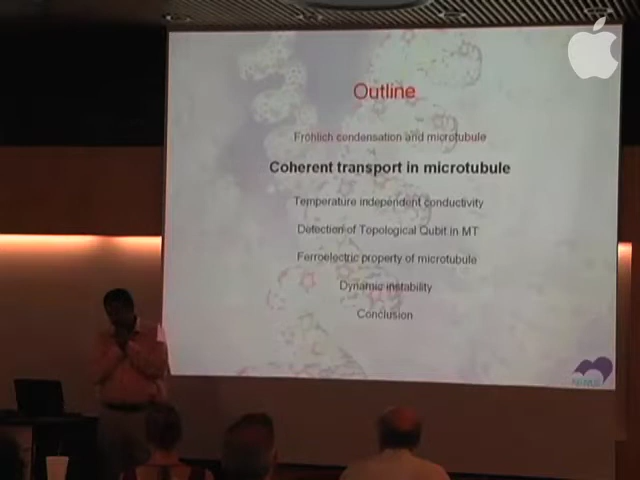 Outline
Frohlich condensation and microtubule
Coherent transport in microtubule
Temperature independent conductivity
Detection of Topological Qubit in MT
Ferroelectric property of microtubule
Dynamic instability
Conclusion